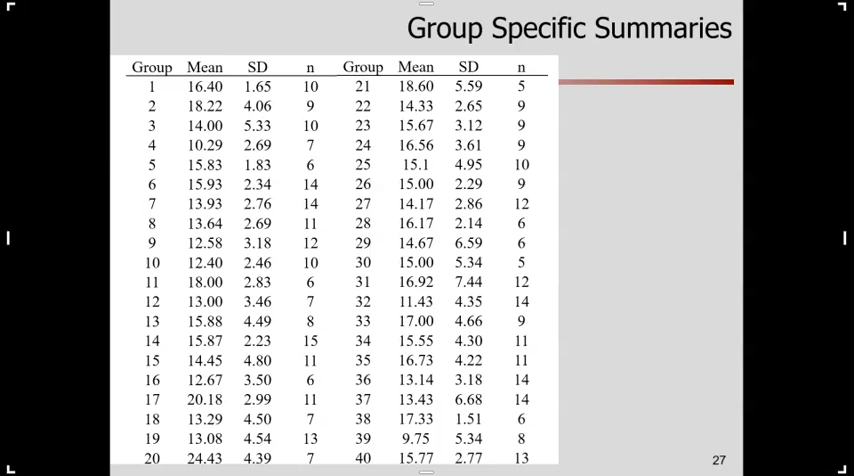 Group Specific Summaries
Group Mean SD n Group Mean SD n
1 16.40 1.65 10 21 18.60 5.59 5
2 18.22 4.06 9 22 14.33 2.65 9
3 14.00 5.33 10 23 15.67 3.12 9
4 10.29 2.69 7 24 16.56 3.61 9
5 15.83 1.83 6 25 15.1 4.95 10
6 15.93 2.34 14 26 15.00 2.29 9
7 13.93 2.76 14 27 14.17 2.86 12
8 13.64 2.69 11 28 16.17 2.14 6
9 12.58 3.18 12 29 14.67 6.59 6
10 12.40 2.46 10 30 15.00 5.34 5
11 18.00 2.83 6 31 16.92 7.44 12
12 13.00 3.46 7 32 11.43 4.35 14
13 15.88 4.49 8 33 17.00 4.66 9
14 15.87 2.23 15 34 15.55 4.30 11
15 14.45 4.80 11 35 16.73 4.22 11
16 12.67 3.50 6 36 13.14 3.18 14
17 20.18 2.99 11 37 13.43 6.68 14
18 13.29 4.50 7 38 17.33 1.51 6
19 13.08 4.54 13 39 9.75 5.34 8
20 24.43 4.39 7 40 15.77 2.77 13
27